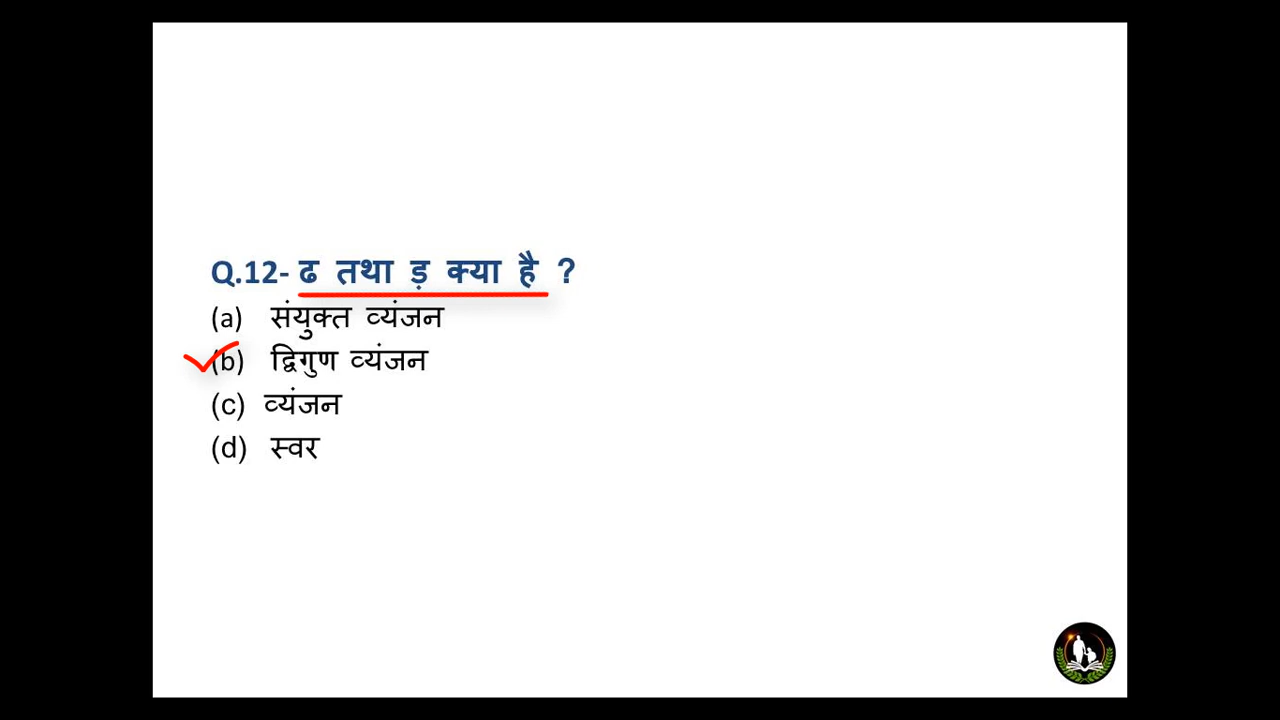 Q.12- ढ तथा ड़ क्या है ?
(a) संयुक्त व्यंजन
(b) द्विगुण व्यंजन
(c) व्यंजन
(d) स्वर